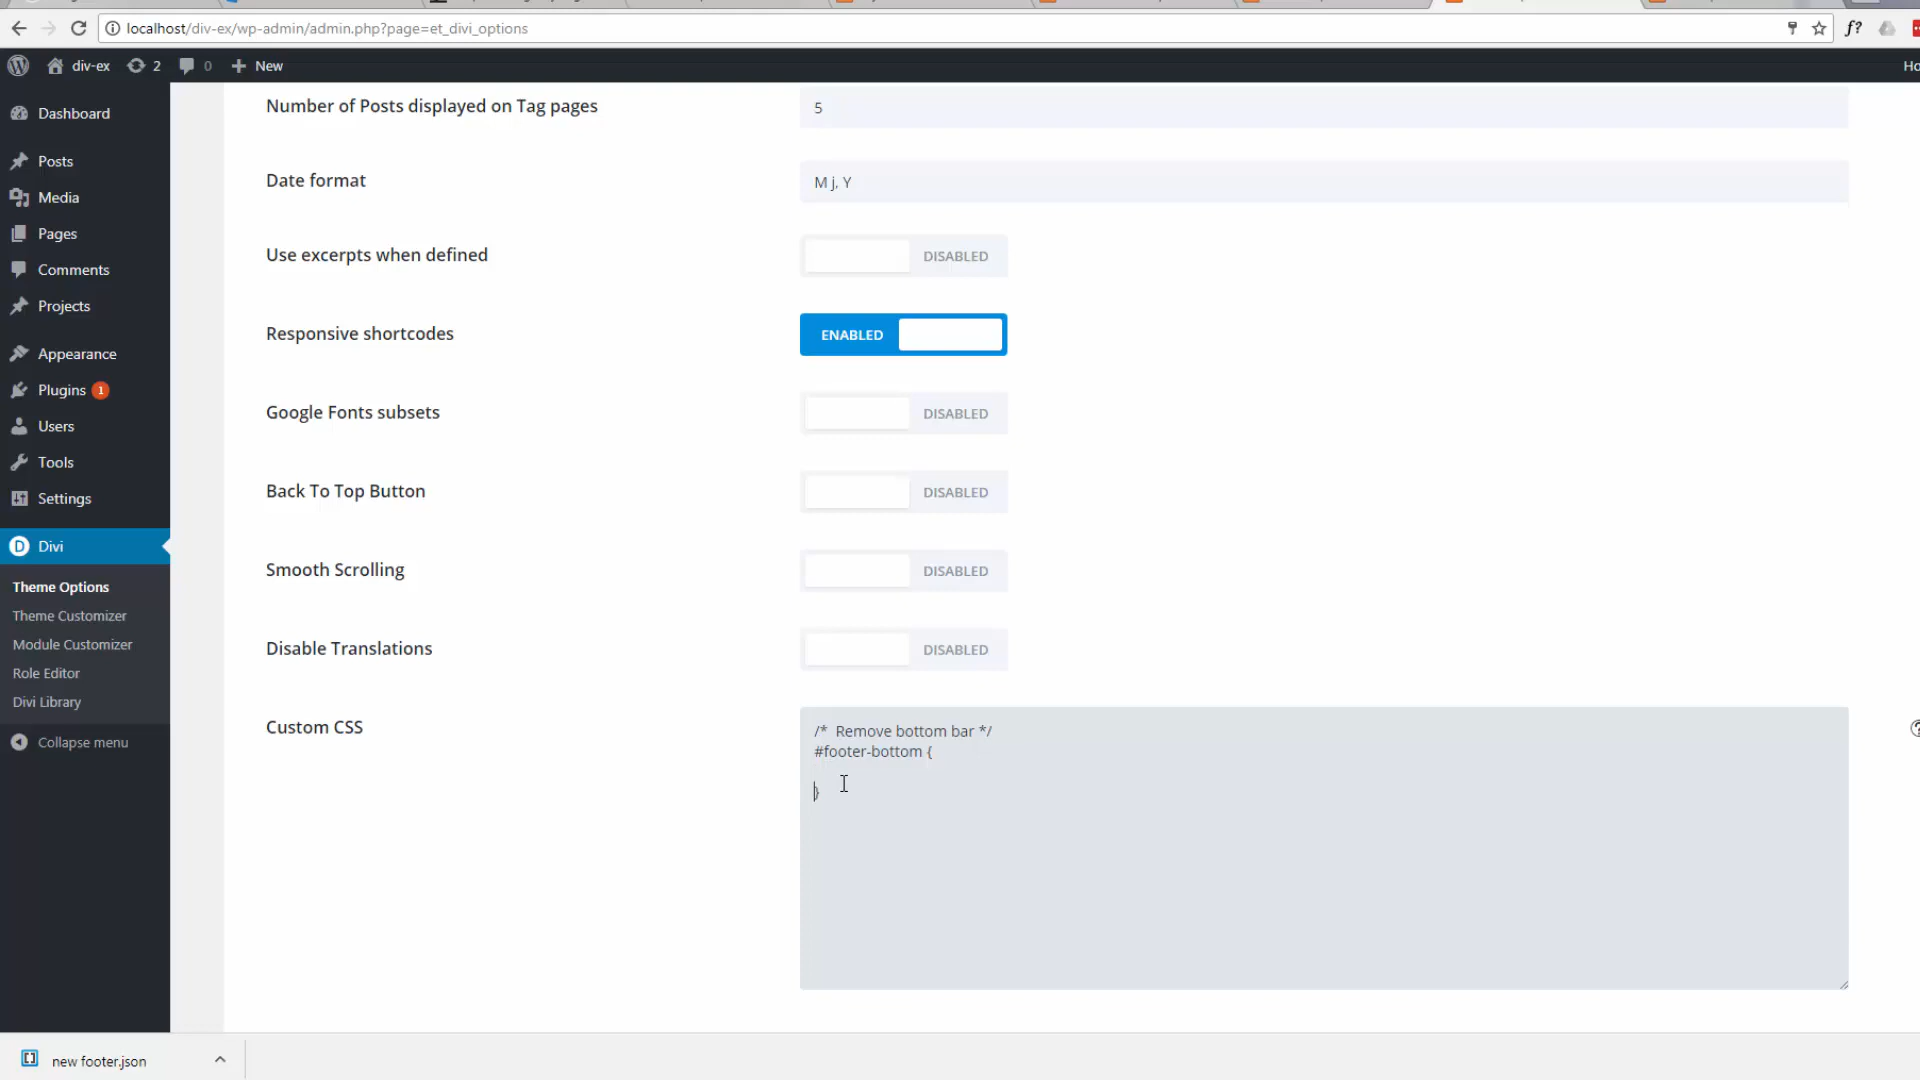 localhost/div-ex/wp-admin/admin.php?page=et_divi_options
f?
div-ex
2
0
New
Dashboard
Posts
Media
Pages
Comments
Projects
Appearance
Plugins 1
Users
Tools
Settings
Divi
Theme Options
Theme Customizer
Module Customizer
Role Editor
Divi Library
Collapse menu
Number of Posts displayed on Tag pages
5
Date format
M j, Y
Use excerpts when defined
DISABLED
Responsive shortcodes
ENABLED
Google Fonts subsets
DISABLED
Back To Top Button
DISABLED
Smooth Scrolling
DISABLED
Disable Translations
DISABLED
Custom CSS
/* Remove bottom bar */
#footer-bottom {
}
new footer.json